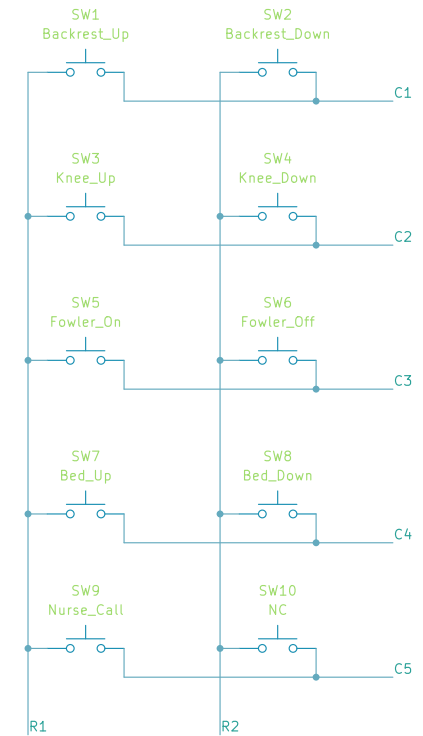 SW1
Backrest_Up
SW2
Backrest_Down
C1
SW3
Knee_Up
SW4
Knee_Down
C2
SW5
Fowler_On
SW6
Fowler_Off
C3
SW7
Bed_Up
SW8
Bed_Down
C4
SW9
Nurse_Call
SW10
NC
C5
R1
R2